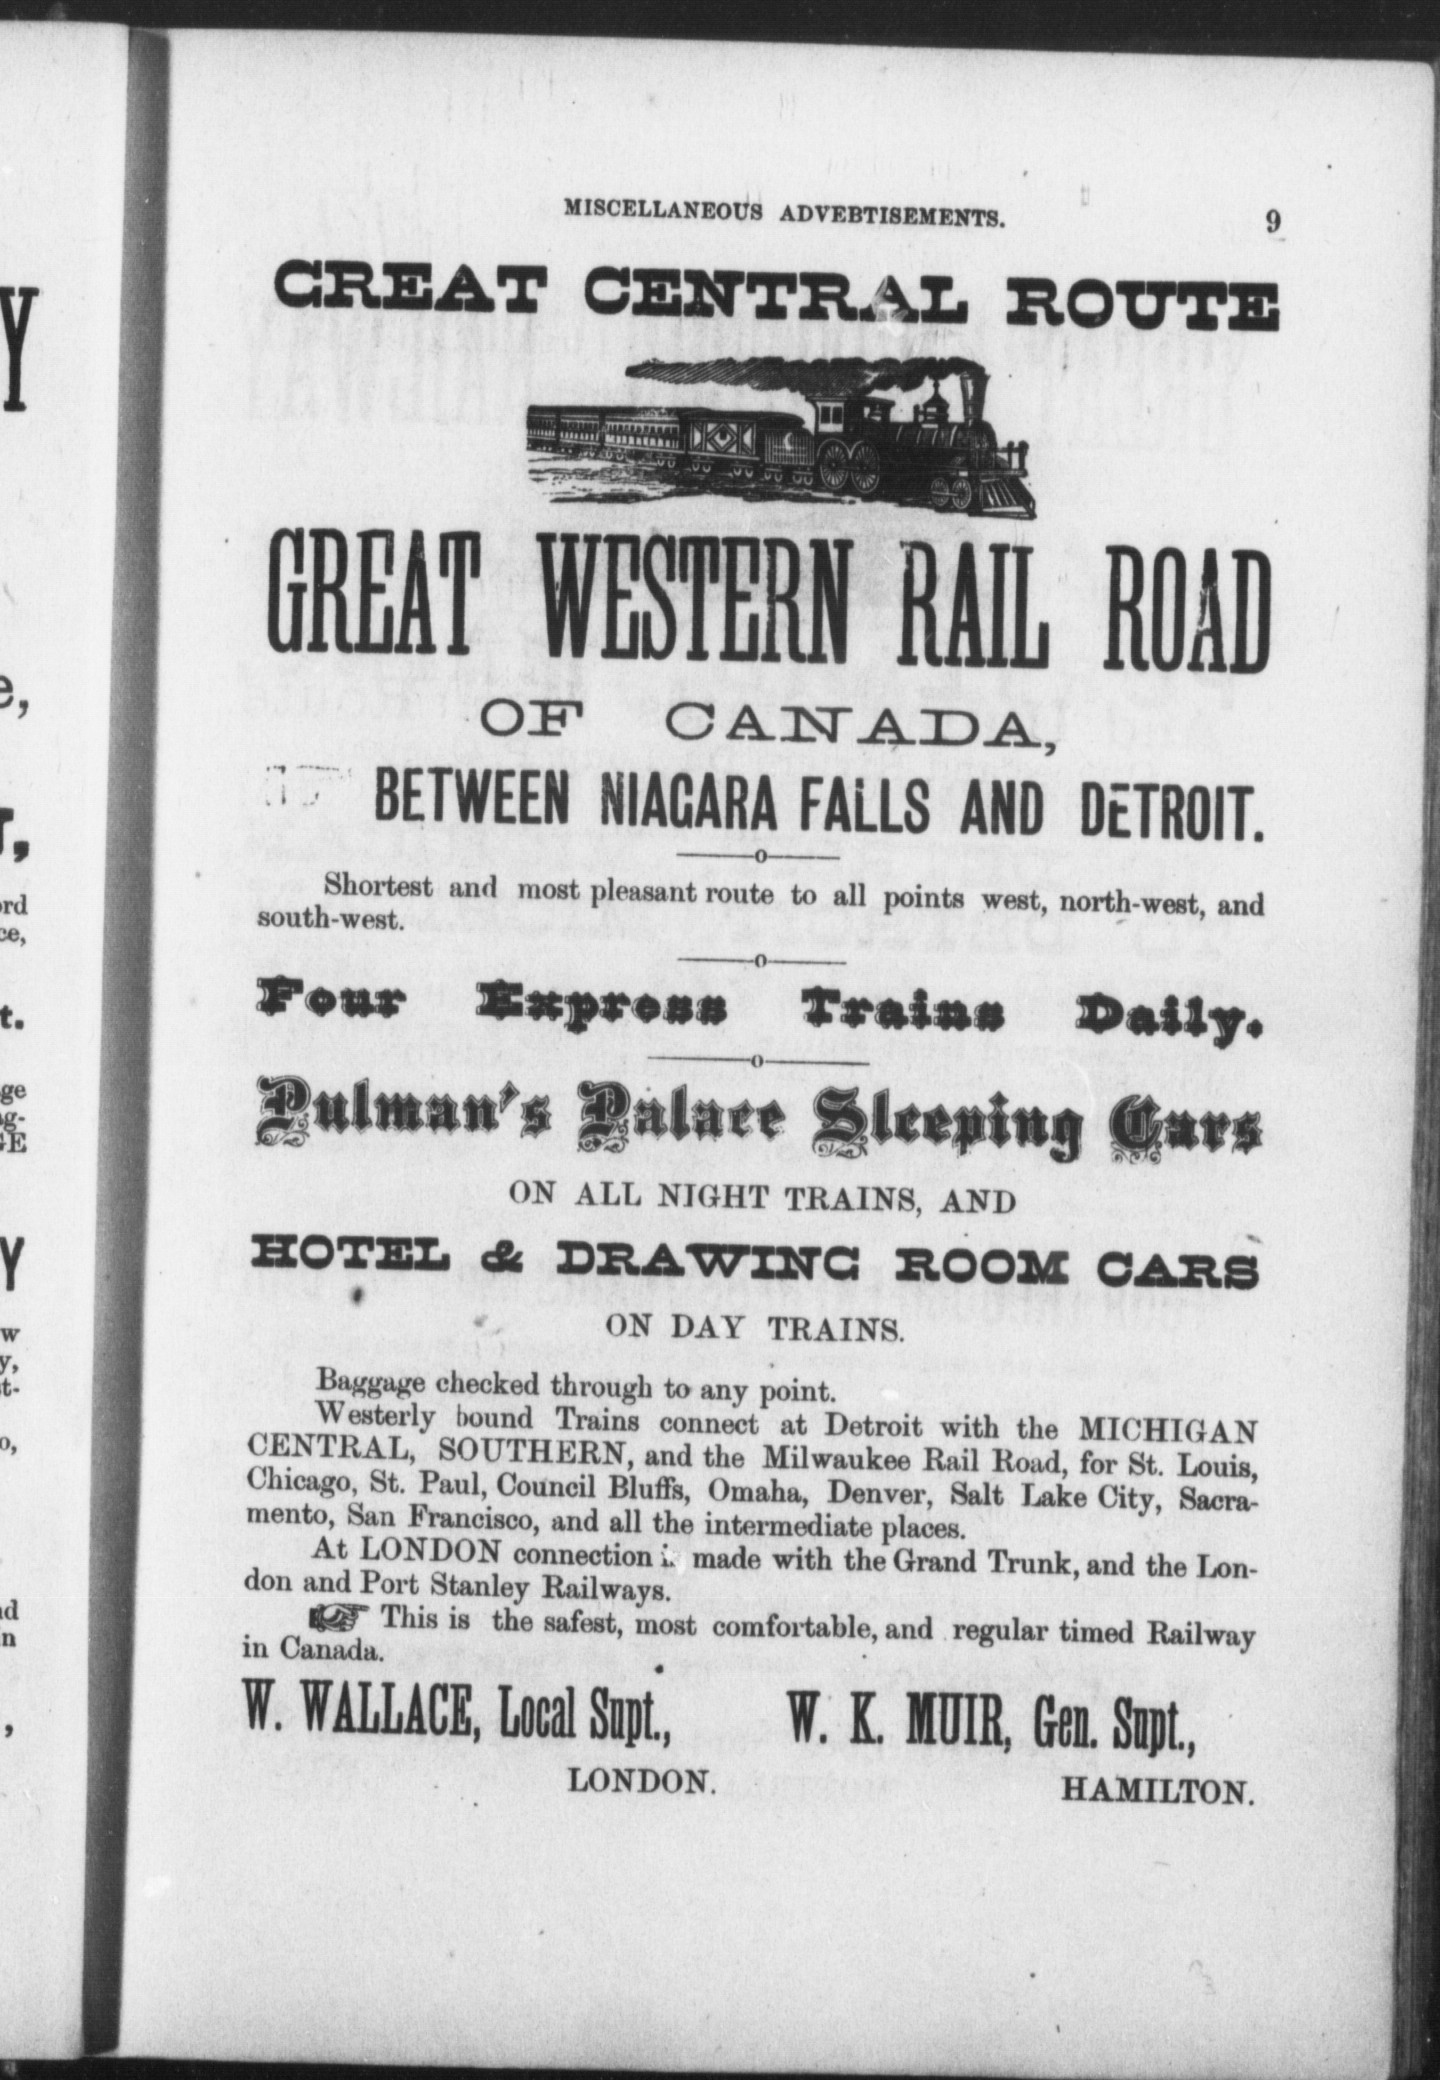 MISCELLANEOUS ADVEBTISEMENTS.
9
GREAT CENTRAL ROUTE
GREAT WESTERN RAIL ROAD
OF CANADA,
BETWEEN NIAGARA FALLS AND DETROIT.
Shortest and most pleasant route to all points west, north-west, and
south-west.
Four Express Trains Daily.
Pulman's Palace Sleeping Cars
ON ALL NIGHT TRAINS, AND
HOTEL & DRAWING ROOM CARS
ON DAY TRAINS.
Baggage checked through to any point.
Westerly bound Trains connect at Detroit with the MICHIGAN
CENTRAL, SOUTHERN, and the Milwaukee Rail Road, for St. Louis,
Chicago, St. Paul, Council Bluffs, Omaha, Denver, Salt Lake City, Sacra-
mento, San Francisco, and all the intermediate places.
At LONDON connection is made with the Grand Trunk, and the Lon-
don and Port Stanley Railways.
☞ This is the safest, most comfortable, and regular timed Railway
in Canada.
W. WALLACE, Local Supt., W. K. MUIR, Gen. Supt.,
LONDON. HAMILTON.